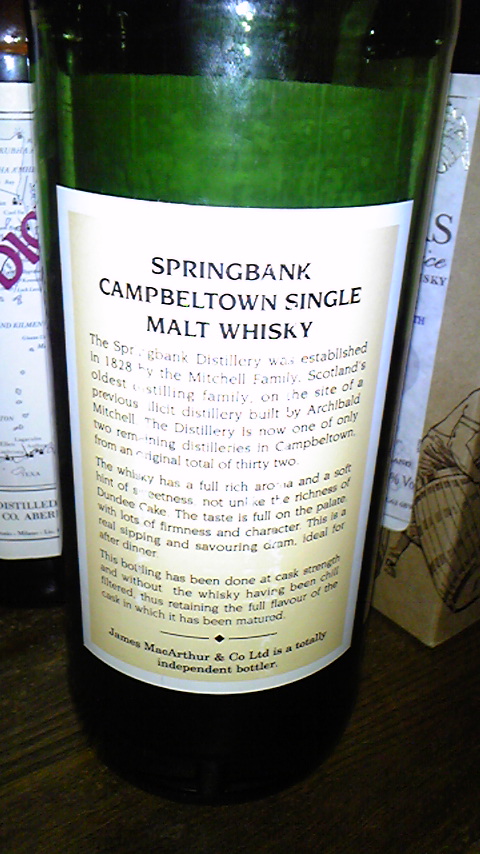 SPRINGBANK
CAMPBELTOWN SINGLE
MALT WHISKY
The Springbank Distillery was established
in 1828 by the Mitchell Family, Scotland's
oldest distilling family, on the site of a
previous illicit distillery built by Archibald
Mitchell. The Distillery is now one of only
two remaining distilleries in Campbeltown,
from an original total of thirty two.
The whisky has a full rich aroma and a soft
hint of sweetness not unlike the richness of
Dundee Cake. The taste is full on the palate
with lots of firmness and character. This is a
real sipping and savouring dram, ideal for
after dinner.
This bottling has been done at cask strength
and without the whisky having been chill
filtered, thus retaining the full flavour of the
cask in which it has been matured.
James MacArthur & Co Ltd is a totally
independent bottler.
DISTILLED
CO. ABER
AS
ice
ISKY